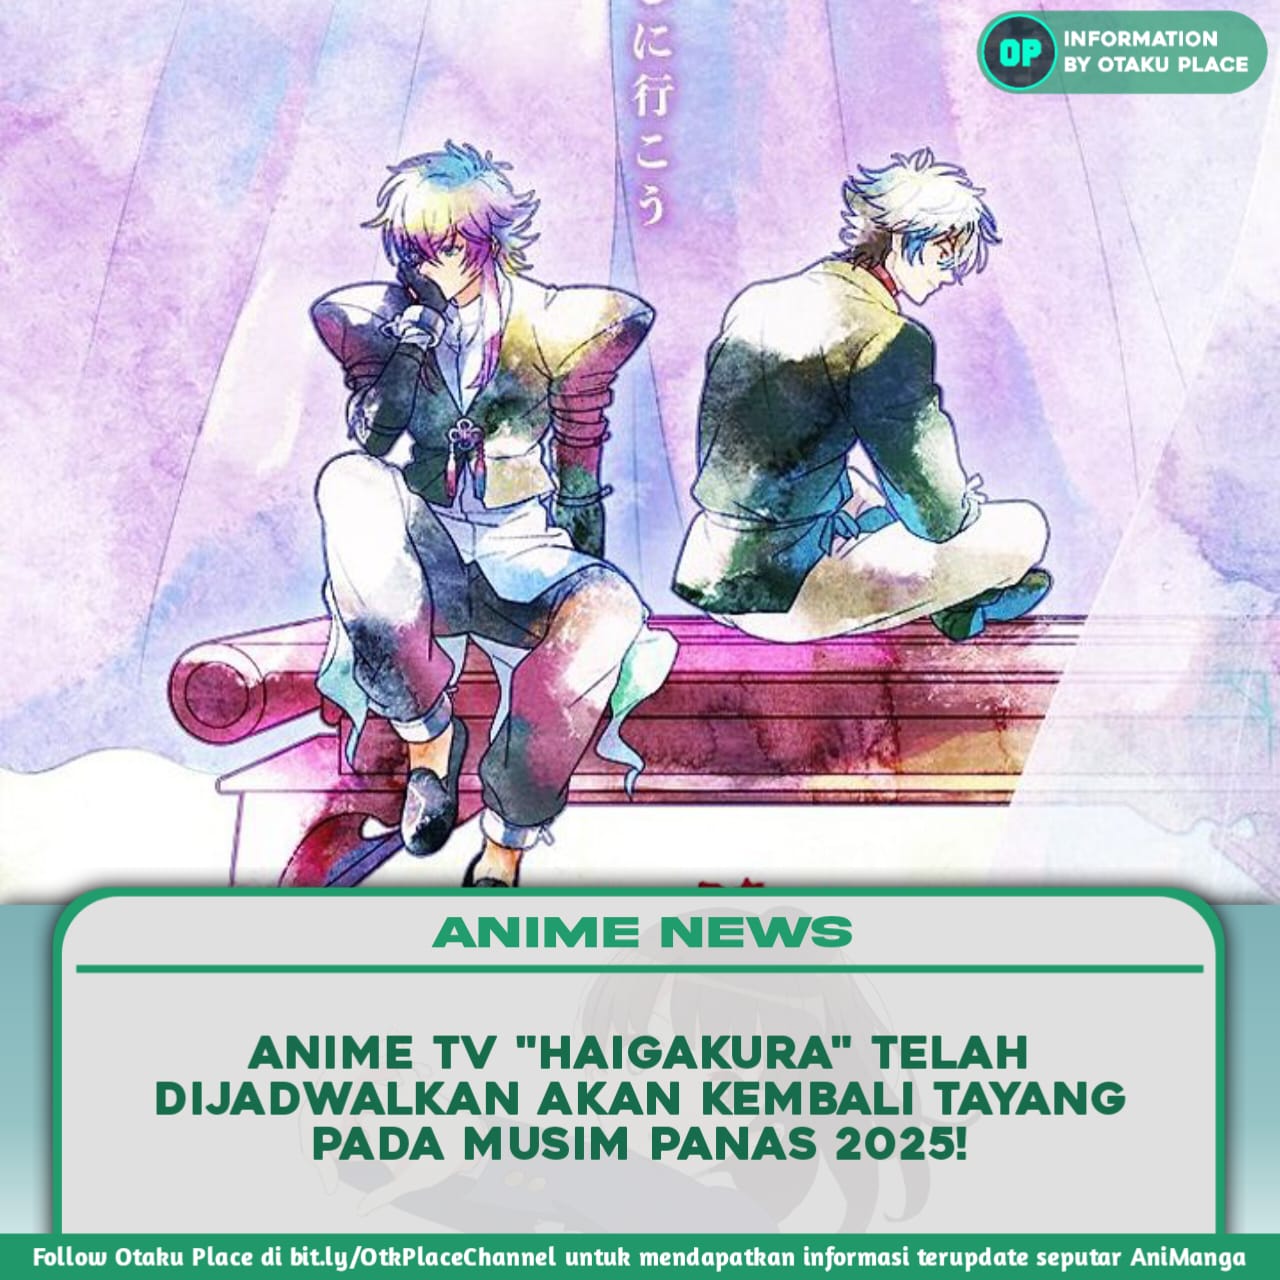 に行こう
OP
INFORMATION
BY OTAKU PLACE
ANIME NEWS
ANIME TV "HAIGAKURA" TELAH
DIJADWALKAN AKAN KEMBALI TAYANG
PADA MUSIM PANAS 2025!
Follow Otaku Place di bit.ly/OtkPlaceChannel untuk mendapatkan informasi terupdate seputar AniManga